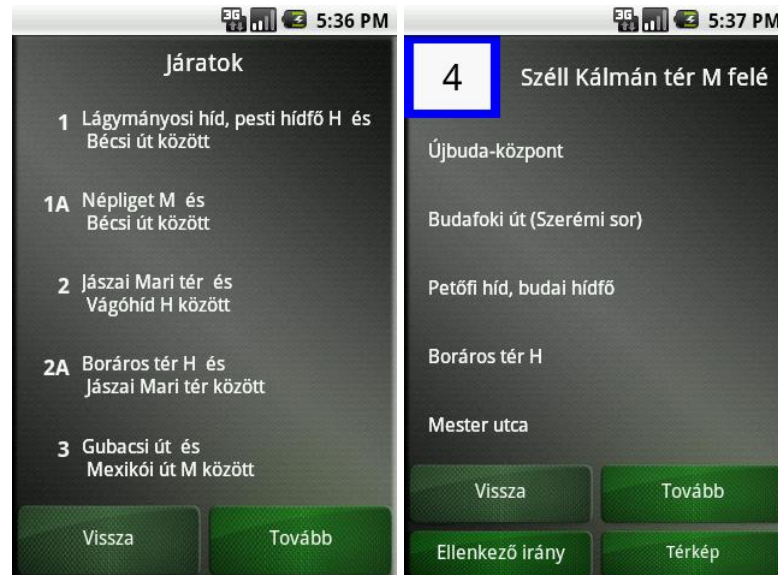 3G 5:36 PM
Járatok
1 Lágymányosi híd, pesti hídfő H és
Bécsi út között
1A Népliget M és
Bécsi út között
2 Jászai Mari tér és
Vágóhíd H között
2A Boráros tér H és
Jászai Mari tér között
3 Gubacsi út és
Mexikói út M között
Vissza Tovább
3G 5:37 PM
4 Széll Kálmán tér M felé
Újbuda-központ
Budafoki út (Szerémi sor)
Petőfi híd, budai hídfő
Boráros tér H
Mester utca
Vissza Tovább
Ellenkező irány Térkép